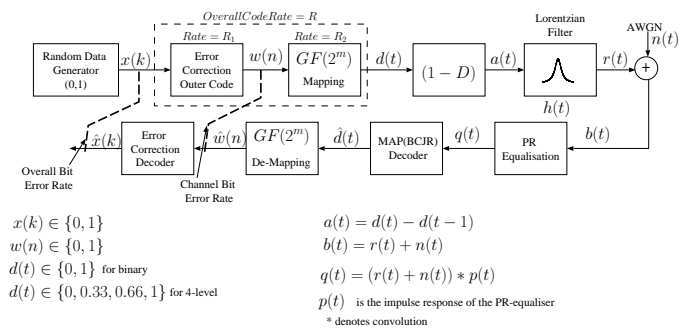 OverallCodeRate = R
Rate = R₁
Rate = R₂
Random Data
Generator
(0,1)
x(k)
Error
Correction
Outer Code
w(n)
GF(2^m)
Mapping
d(t)
(1 − D)
a(t)
Lorentzian
Filter
h(t)
r(t)
AWGN
n(t)
+
x̂(k)
Error
Correction
Decoder
ŵ(n)
GF(2^m)
De-Mapping
d̂(t)
MAP(BCJR)
Decoder
q(t)
PR
Equalisation
b(t)
Overall Bit
Error Rate
Channel Bit
Error Rate
x(k) ∈ {0, 1}
w(n) ∈ {0, 1}
d(t) ∈ {0, 1} for binary
d(t) ∈ {0, 0.33, 0.66, 1} for 4-level
a(t) = d(t) − d(t − 1)
b(t) = r(t) + n(t)
q(t) = (r(t) + n(t)) ∗ p(t)
p(t) is the impulse response of the PR-equaliser
* denotes convolution